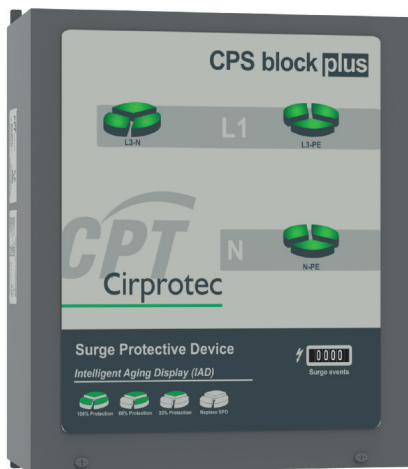 CPS block plus
L1
L3-N
L3-PE
CPT
N
N-PE
Cirprotec
Surge Protective Device
Intelligent Aging Display (IAD)
0000
Surge events
100% Protection
66% Protection
33% Protection
Replace SPD